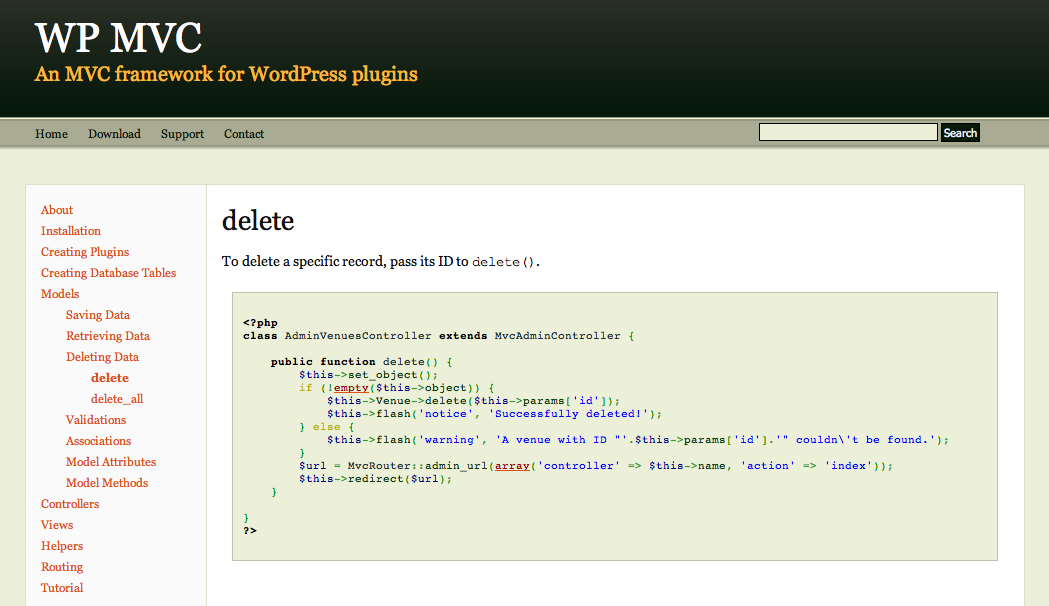 WP MVC
An MVC framework for WordPress plugins
Home Download Support Contact Search
About
Installation
Creating Plugins
Creating Database Tables
Models
Saving Data
Retrieving Data
Deleting Data
delete
delete_all
Validations
Associations
Model Attributes
Model Methods
Controllers
Views
Helpers
Routing
Tutorial
delete
To delete a specific record, pass its ID to delete().
<?php
class AdminVenuesController extends MvcAdminController {
    public function delete() {
        $this->set_object();
        if (!empty($this->object)) {
            $this->Venue->delete($this->params['id']);
            $this->flash('notice', 'Successfully deleted!');
        } else {
            $this->flash('warning', 'A venue with ID "'.$this->params['id'].'" couldn\'t be found.');
        }
        $url = MvcRouter::admin_url(array('controller' => $this->name, 'action' => 'index'));
        $this->redirect($url);
    }
}
?>